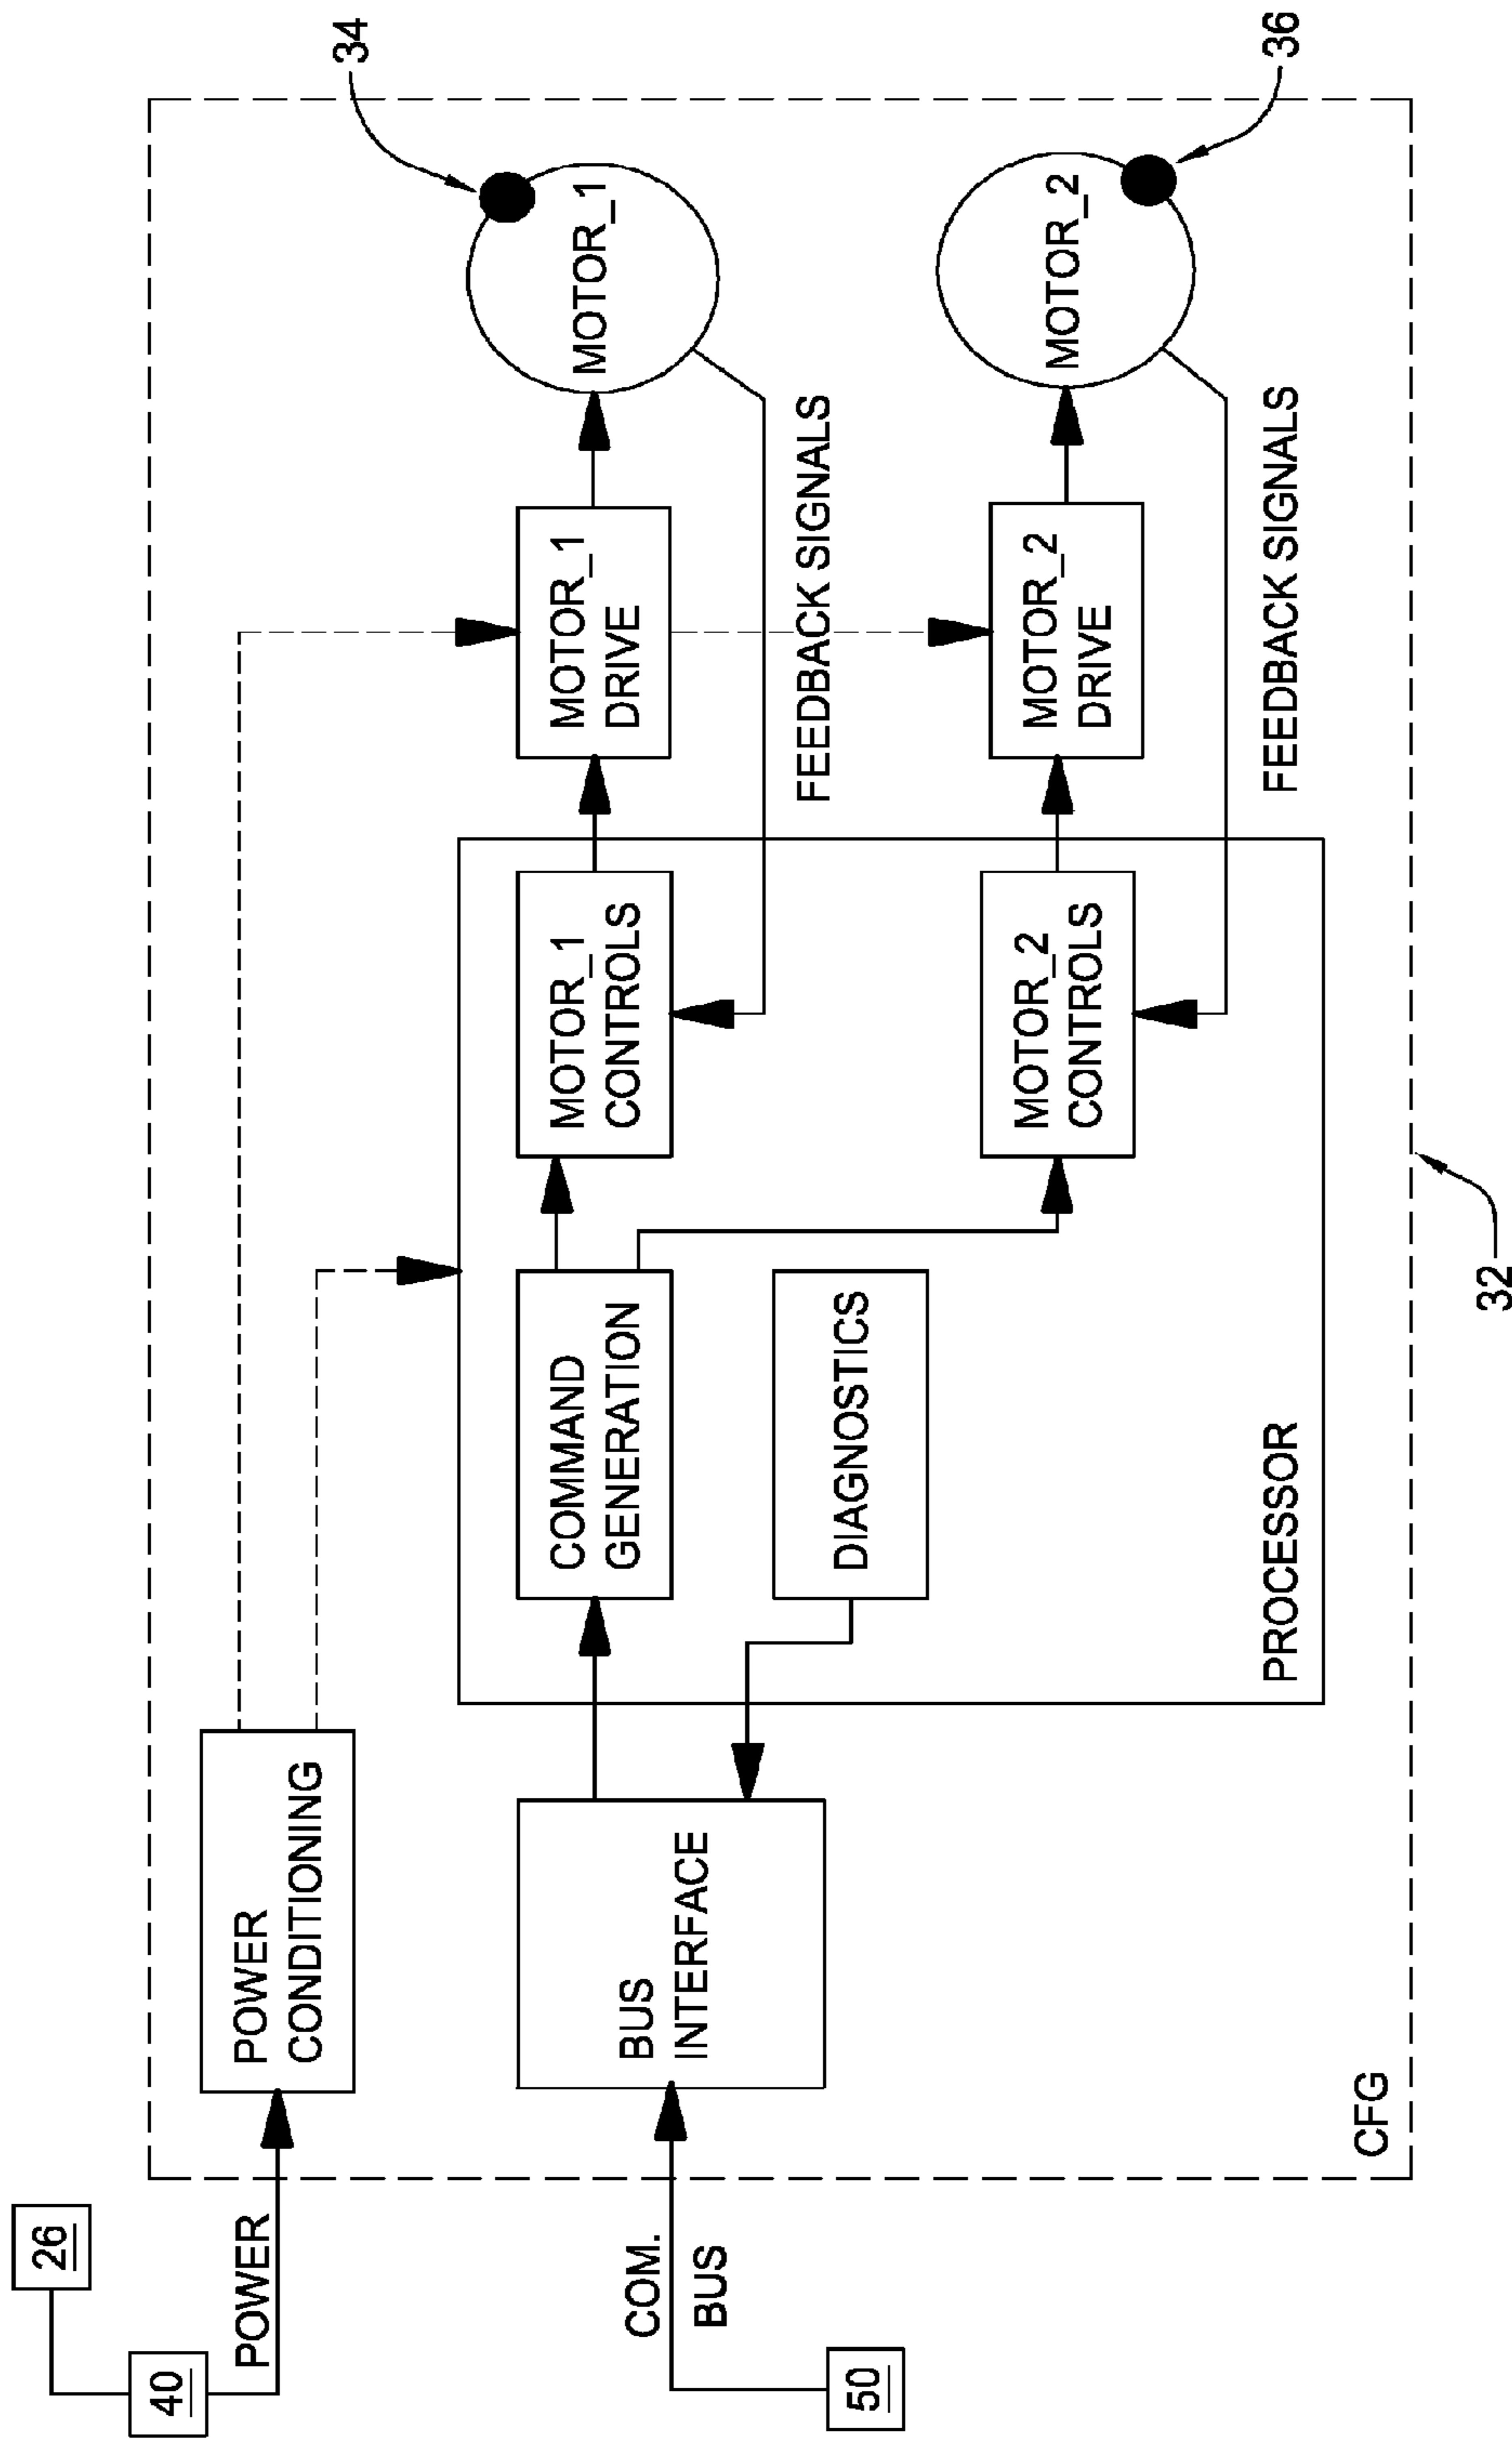 26
40
POWER
POWER
CONDITIONING
COM.
BUS
50
BUS
INTERFACE
COMMAND
GENERATION
DIAGNOSTICS
PROCESSOR
MOTOR_1
CONTROLS
MOTOR_2
CONTROLS
MOTOR_1
DRIVE
MOTOR_2
DRIVE
FEEDBACK SIGNALS
FEEDBACK SIGNALS
MOTOR_1
MOTOR_2
34
36
32
CFG